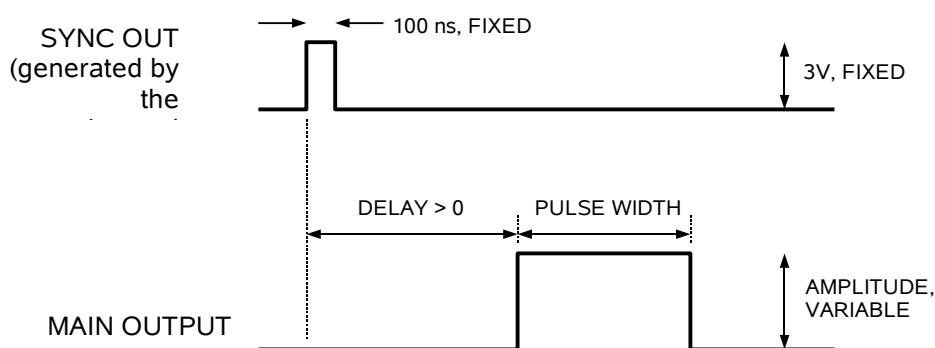 100 ns, FIXED
SYNC OUT
(generated by
the
3V, FIXED
DELAY > 0
PULSE WIDTH
AMPLITUDE,
VARIABLE
MAIN OUTPUT